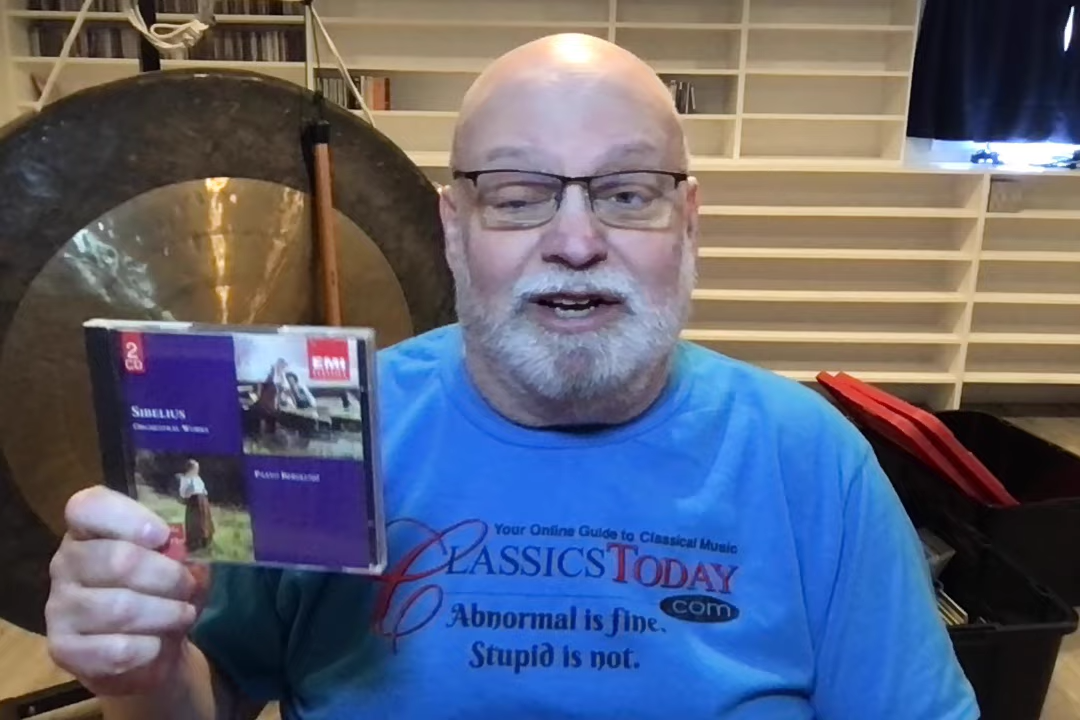 2
CD
EMI
CLASSICS
SIBELIUS
ORCHESTRAL WORKS
PAAVO BERGLUND
Your Online Guide to Classical Music
CLASSICSTODAY
com
Abnormal is fine.
Stupid is not.